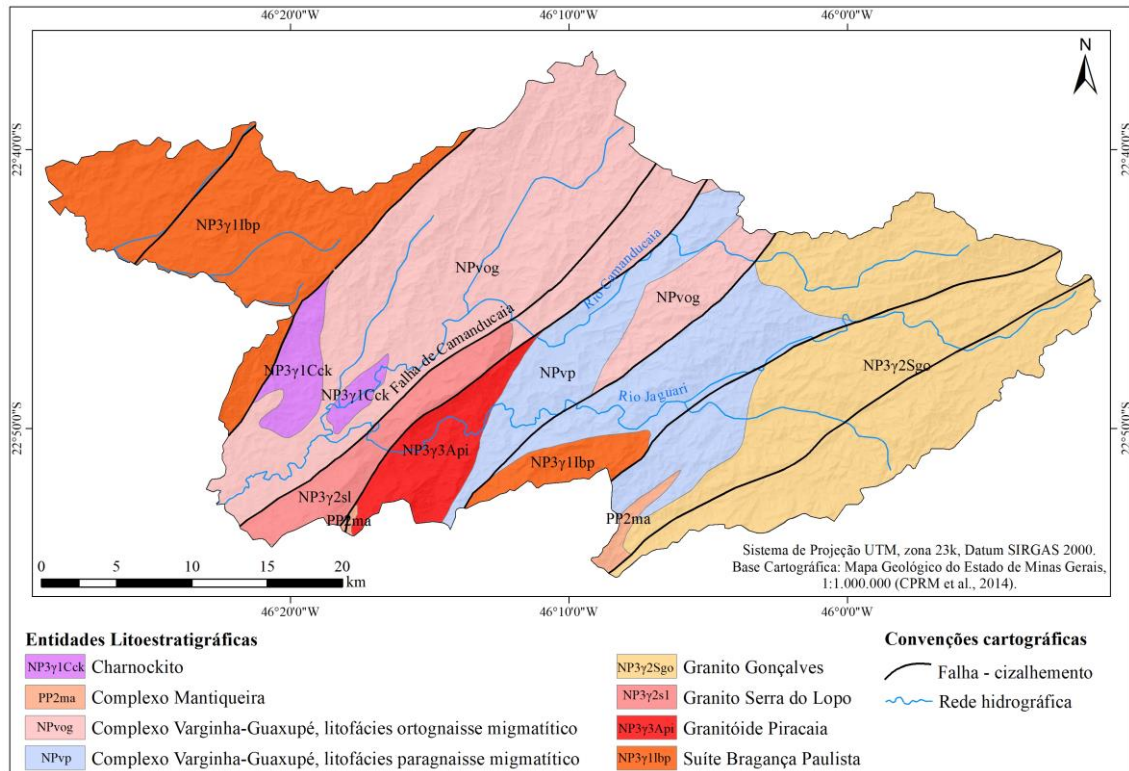 46°20'0"W 46°10'0"W 46°0'0"W
N
22°40'0"S 22°40'0"S
NP3γ1Ibp
NPvog
Rio Camanducaia
NPvog
Falha de Camanducaia
NP3γ1Cck
NP3γ1Cck
NPvp
NP3γ2Sgo
Rio Jaguari
22°50'0"S 22°50'0"S
NP3γ3Api
NP3γ1Ibp
NP3γ2sl
PP2ma
PP2ma
Sistema de Projeção UTM, zona 23k, Datum SIRGAS 2000.
Base Cartográfica: Mapa Geológico do Estado de Minas Gerais,
1:1.000.000 (CPRM et al., 2014).
0 5 10 15 20
km
46°20'0"W 46°10'0"W 46°0'0"W
Entidades Litoestratigráficas
NP3γ1Cck Charnockito
PP2ma Complexo Mantiqueira
NPvog Complexo Varginha-Guaxupé, litofácies ortognaisse migmatítico
NPvp Complexo Varginha-Guaxupé, litofácies paragnaisse migmatítico
NP3γ2Sgo Granito Gonçalves
NP3γ2sl Granito Serra do Lopo
NP3γ3Api Granitóide Piracaia
NP3γ1Ibp Suíte Bragança Paulista
Convenções cartográficas
Falha - cizalhamento
Rede hidrográfica